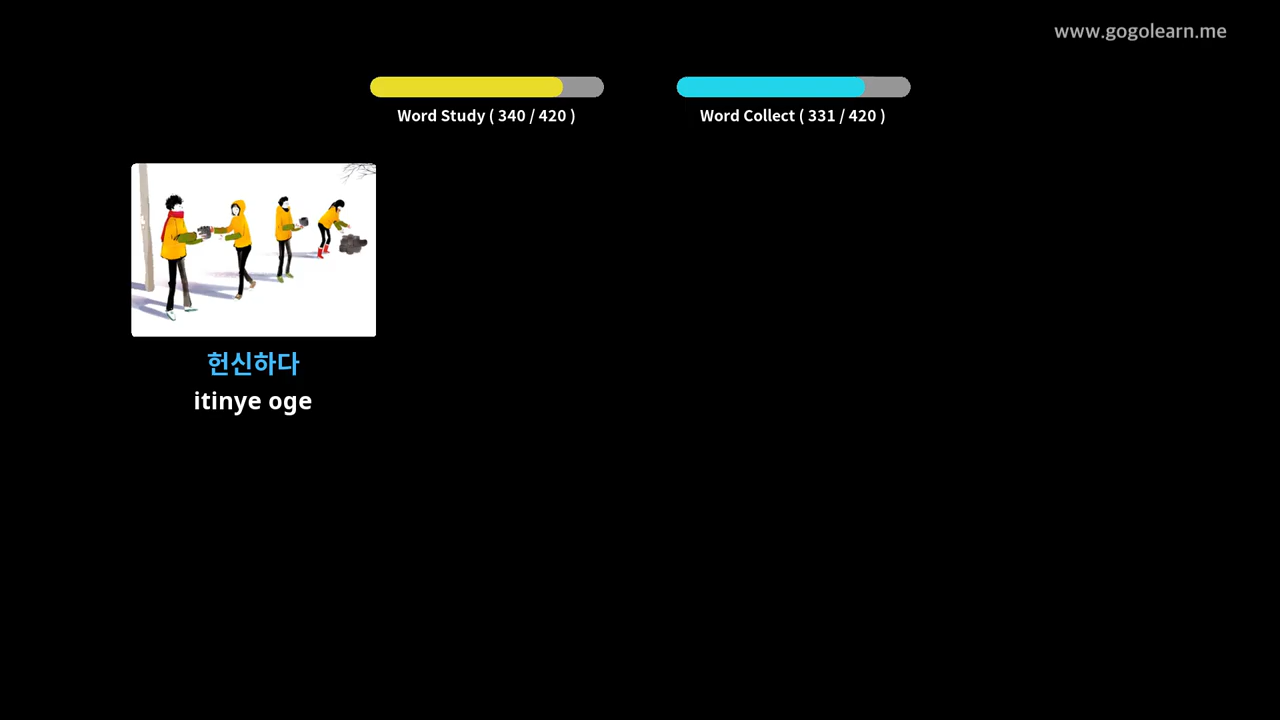 www.gogolearn.me
Word Study ( 340 / 420 )
Word Collect ( 331 / 420 )
헌신하다
itinye oge